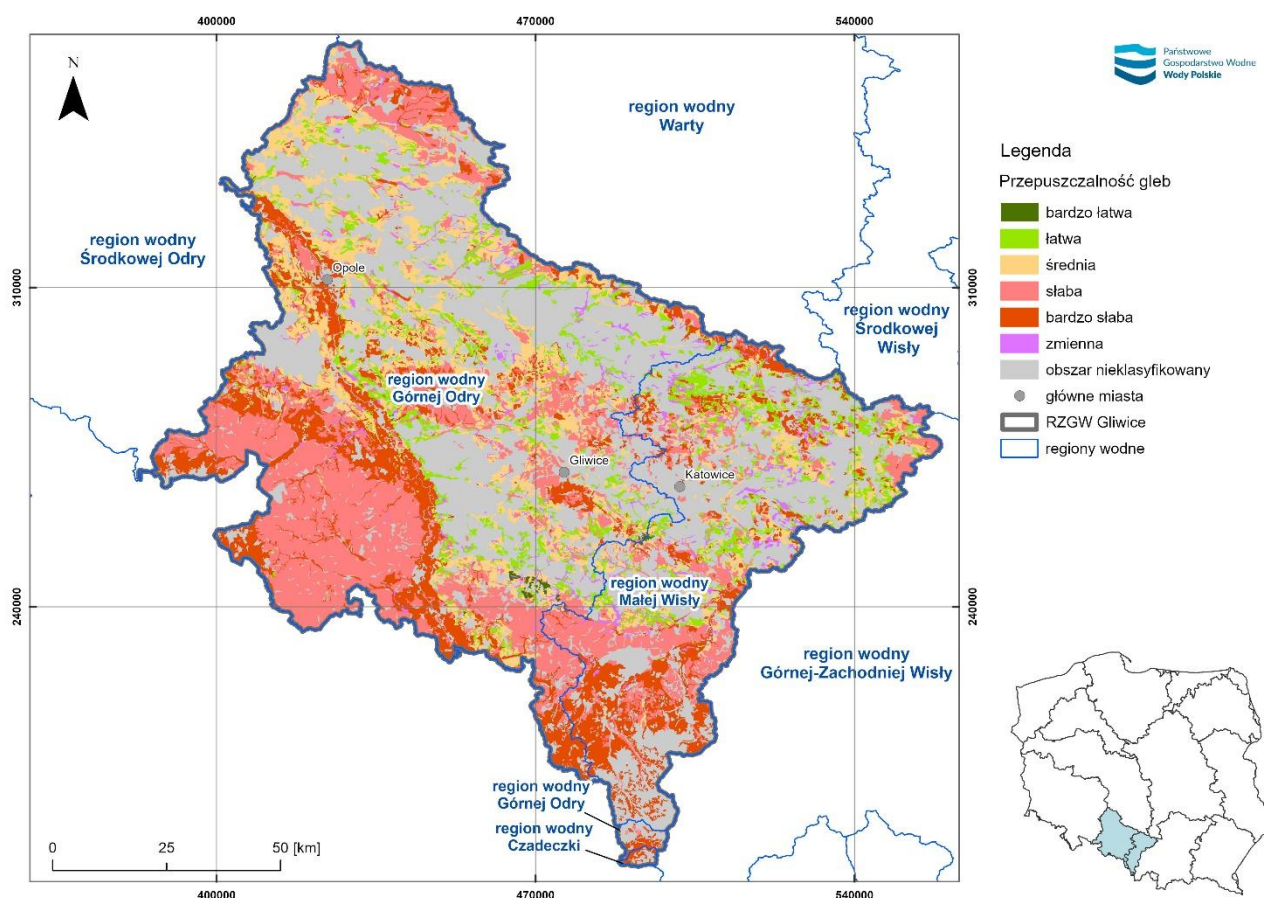 400000
470000
540000
N
region wodny
Warty
Państwowe
Gospodarstwo Wodne
Wody Polskie
Legenda
Przepuszczalność gleb
bardzo łatwa
łatwa
średnia
słaba
bardzo słaba
zmienna
obszar nieklasyfikowany
główne miasta
RZGW Gliwice
regiony wodne
region wodny
Środkowej Odry
Opole
310000
310000
region wodny
Środkowej
Wisły
region wodny
Górnej Odry
Gliwice
Katowice
region wodny
Małej Wisły
240000
240000
region wodny
Górnej-Zachodniej Wisły
region wodny
Górnej Odry
region wodny
Czadeczki
0
25
50 [km]
400000
470000
540000